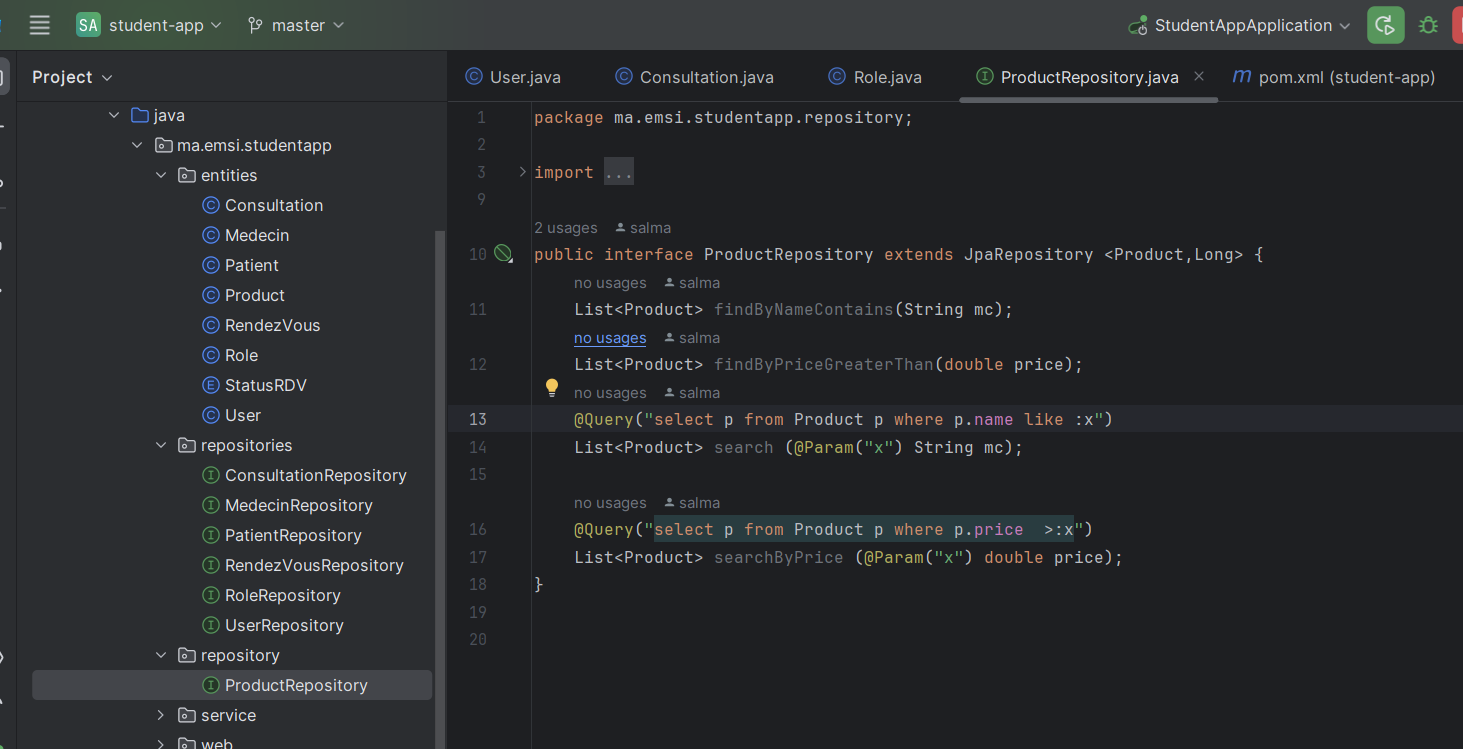 SA student-app master StudentAppApplication
Project
User.java Consultation.java Role.java ProductRepository.java m pom.xml (student-app)
java
ma.emsi.studentapp
entities
C Consultation
C Medecin
C Patient
C Product
C RendezVous
C Role
E StatusRDV
C User
repositories
I ConsultationRepository
I MedecinRepository
I PatientRepository
I RendezVousRepository
I RoleRepository
I UserRepository
repository
I ProductRepository
service
web
1 package ma.emsi.studentapp.repository;
2
3 import ...
9
2 usages salma
10 public interface ProductRepository extends JpaRepository <Product,Long> {
no usages salma
11 List<Product> findByNameContains(String mc);
no usages salma
12 List<Product> findByPriceGreaterThan(double price);
no usages salma
13 @Query("select p from Product p where p.name like :x")
14 List<Product> search (@Param("x") String mc);
15
no usages salma
16 @Query("select p from Product p where p.price  >:x")
17 List<Product> searchByPrice (@Param("x") double price);
18 }
19
20